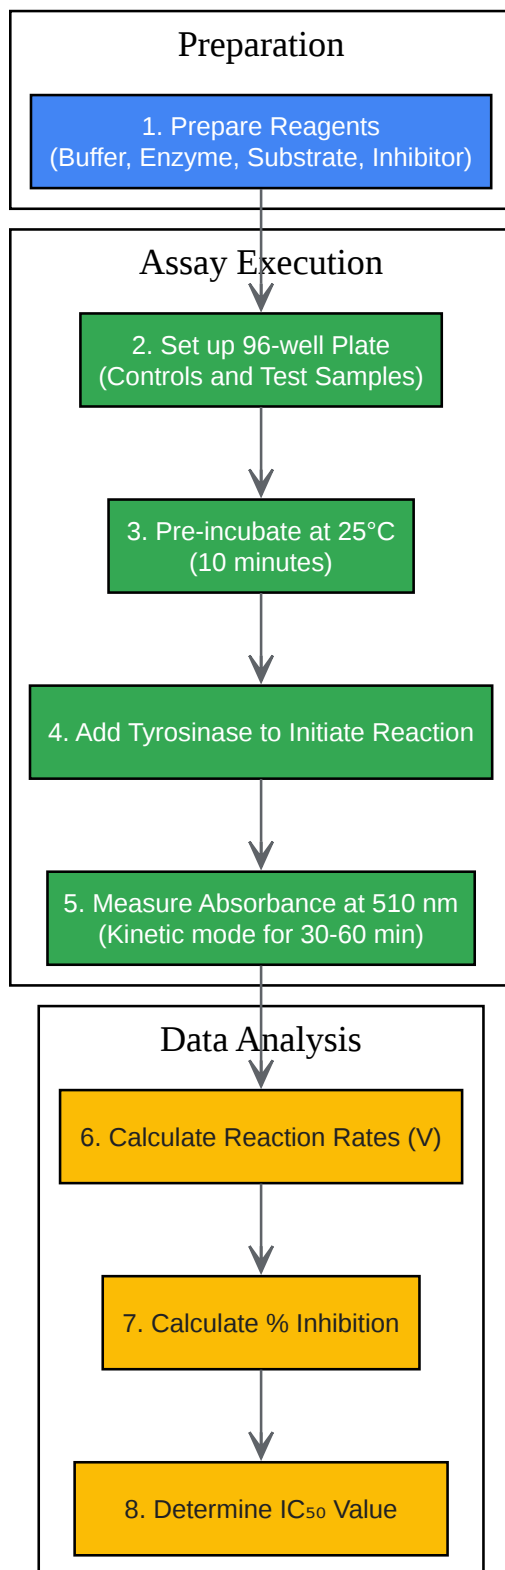 Preparation
1. Prepare Reagents
(Buffer, Enzyme, Substrate, Inhibitor)
Assay Execution
2. Set up 96-well Plate
(Controls and Test Samples)
3. Pre-incubate at 25°C
(10 minutes)
4. Add Tyrosinase to Initiate Reaction
5. Measure Absorbance at 510 nm
(Kinetic mode for 30-60 min)
Data Analysis
6. Calculate Reaction Rates (V)
7. Calculate % Inhibition
8. Determine IC₅₀ Value